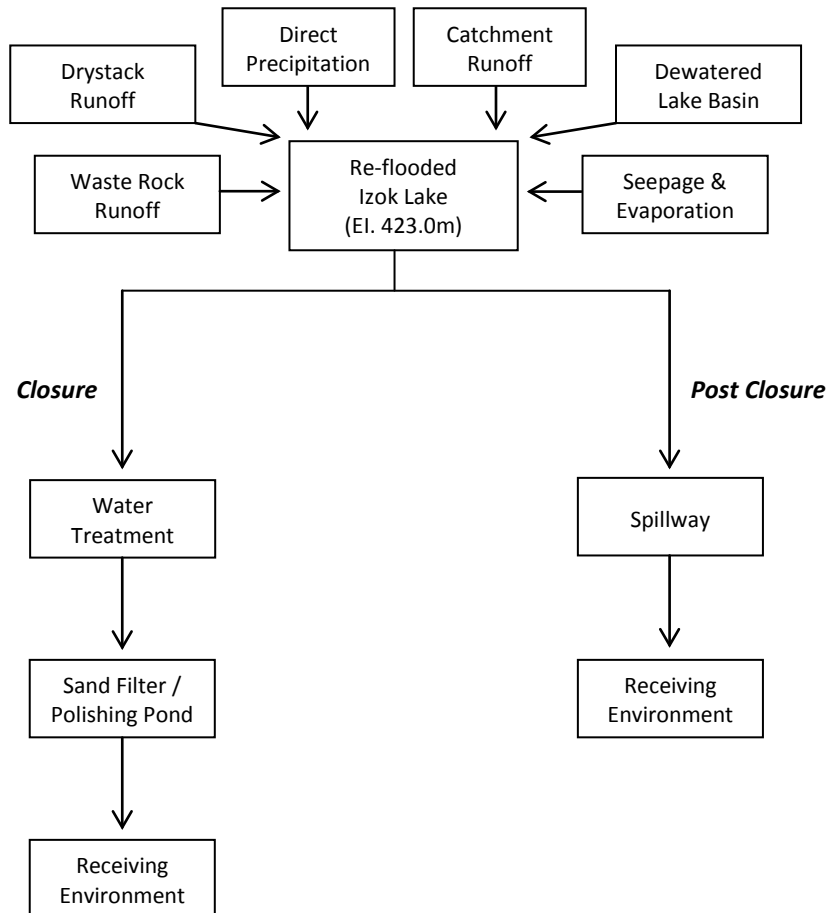 Direct
Precipitation
Catchment
Runoff
Drystack
Runoff
Dewatered
Lake Basin
Re-flooded
Izok Lake
(El. 423.0m)
Waste Rock
Runoff
Seepage &
Evaporation
Closure
Post Closure
Water
Treatment
Spillway
Sand Filter /
Polishing Pond
Receiving
Environment
Receiving
Environment